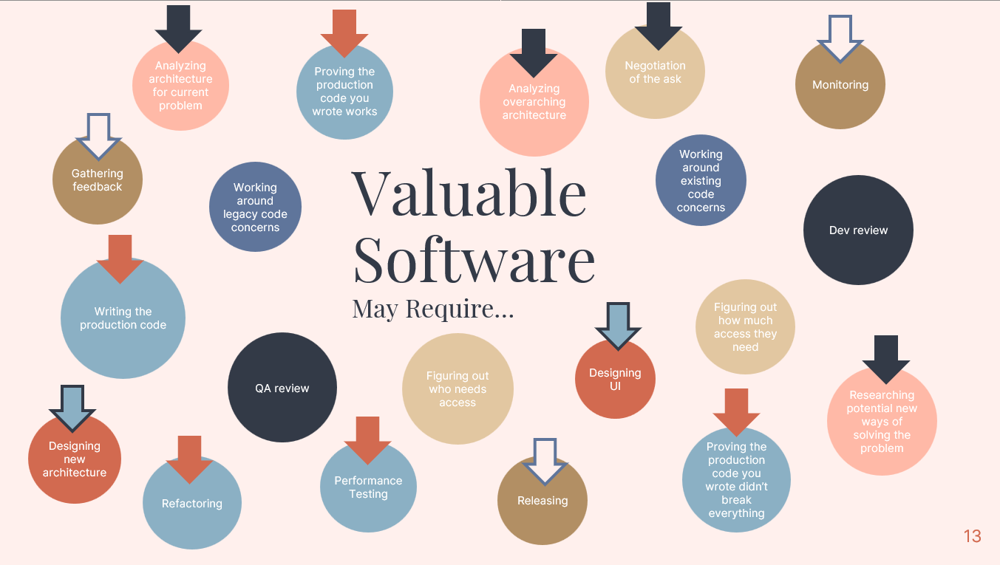 Analyzing
architecture
for current
problem
Proving the
production
code you
wrote works
Analyzing
overarching
architecture
Negotiation
of the ask
Monitoring
Gathering
feedback
Working
around
legacy code
concerns
Valuable
Software
May Require...
Working
around
existing
code
concerns
Dev review
Writing the
production code
QA review
Figuring out
who needs
access
Designing
UI
Figuring out
how much
access they
need
Researching
potential new
ways of
solving the
problem
Designing
new
architecture
Refactoring
Performance
Testing
Releasing
Proving the
production
code you
wrote didn't
break
everything
13